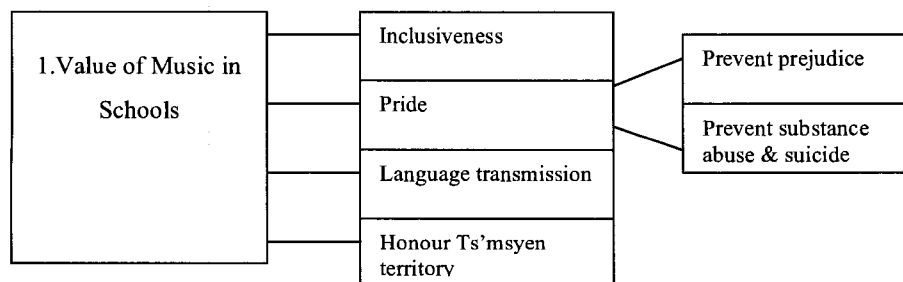 1.Value of Music in
Schools
Inclusiveness
Pride
Language transmission
Honour Ts'msyen
territory
Prevent prejudice
Prevent substance
abuse & suicide